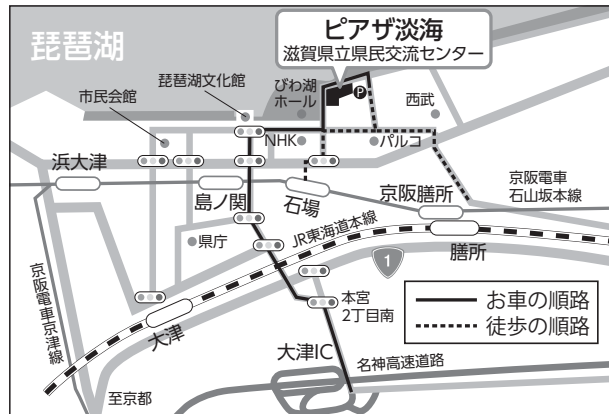 琵琶湖
ピアザ淡海
滋賀県立県民交流センター
琵琶湖文化館
市民会館
びわ湖
ホール
P
西武
NHK
パルコ
浜大津
島ノ関
石場
京阪膳所
京阪電車
石山坂本線
県庁
JR東海道本線
膳所
1
京阪電車京津線
大津
本宮
2丁目南
お車の順路
徒歩の順路
大津IC
名神高速道路
至京都